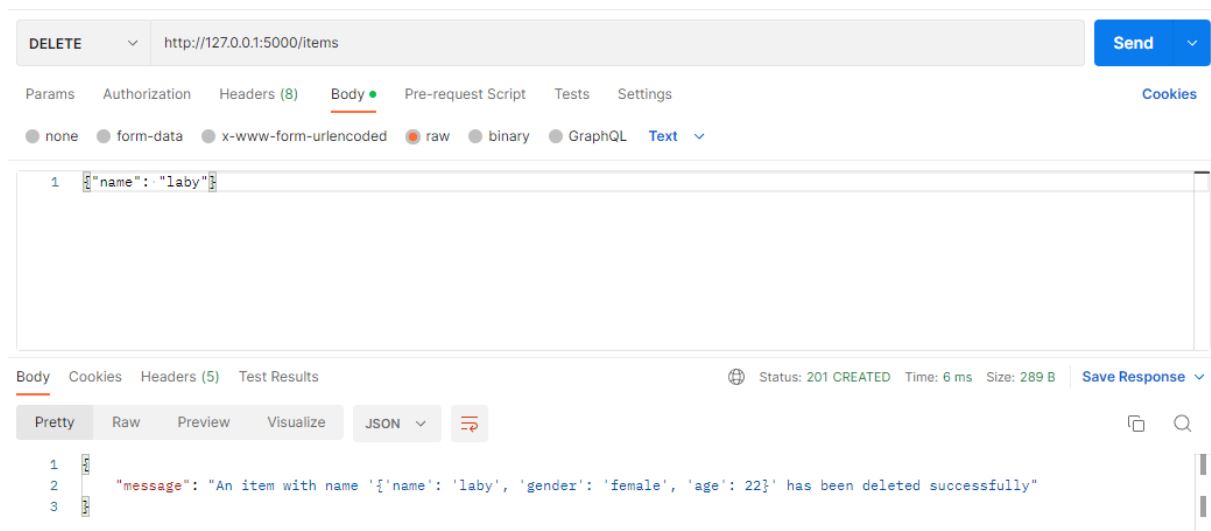 DELETE http://127.0.0.1:5000/items Send
Params Authorization Headers (8) Body Pre-request Script Tests Settings Cookies
none form-data x-www-form-urlencoded raw binary GraphQL Text
1 {"name": "laby"}
Body Cookies Headers (5) Test Results Status: 201 CREATED Time: 6 ms Size: 289 B Save Response
Pretty Raw Preview Visualize JSON
1 {
2 "message": "An item with name '{'name': 'laby', 'gender': 'female', 'age': 22}' has been deleted successfully"
3 }